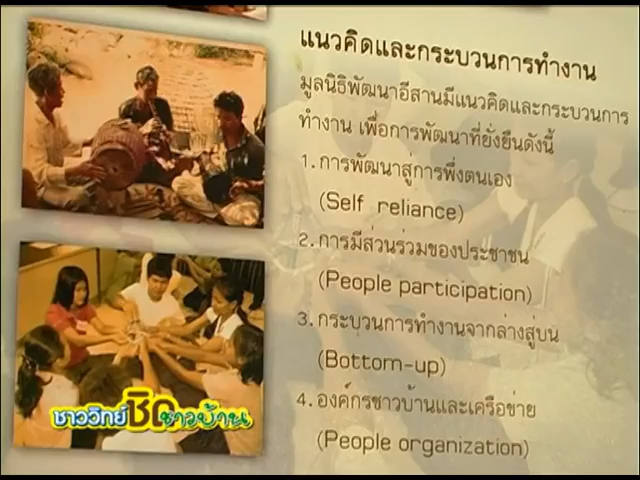 แนวคิดและกระบวนการทำงาน
มูลนิธิพัฒนาอีสานมีแนวคิดและกระบวนการ
ทำงาน เพื่อการพัฒนาที่ยั่งยืนดังนี้
1. การพัฒนาสู่การพึ่งตนเอง
(Self reliance)
2. การมีส่วนร่วมของประชาชน
(People participation)
3. กระบวนการทำงานจากล่างสู่บน
(Bottom-up)
4. องค์กรชาวบ้านและเครือข่าย
(People organization)
ชาววิทย์ชิดชาวบ้าน